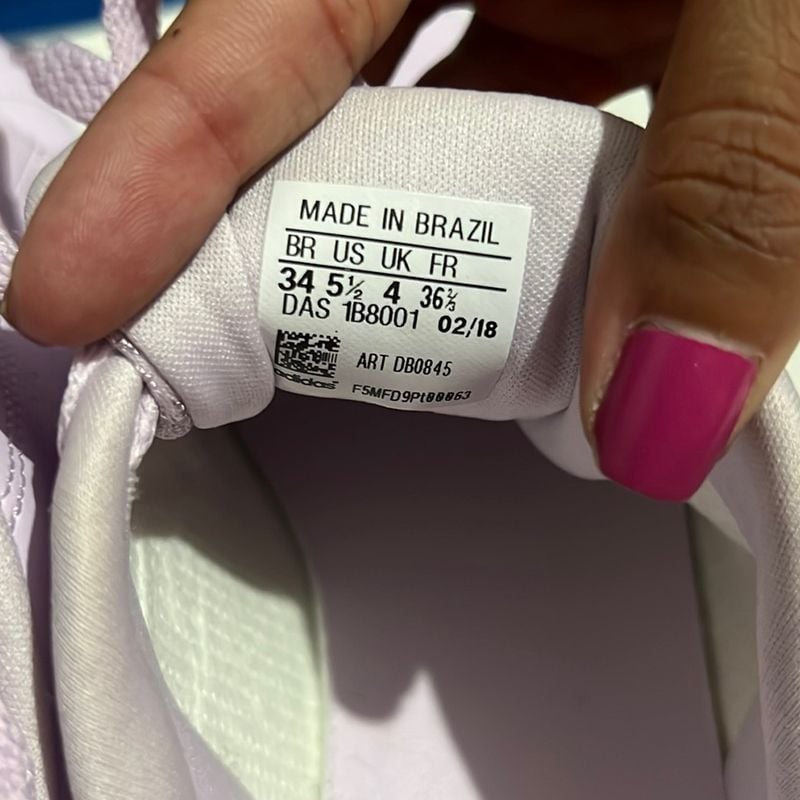 MADE IN BRAZIL
BR US UK FR
34 5½ 4 36⅔
DAS 1B8001 02/18
ART DB0845
adidas F5MFD9Pt00063